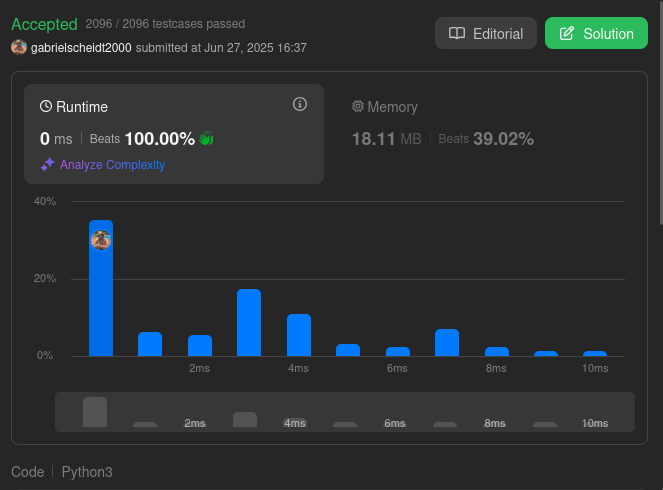 Accepted 2096 / 2096 testcases passed
gabrielscheidt2000 submitted at Jun 27, 2025 16:37
Editorial
Solution
Runtime
0 ms | Beats 100.00%
Analyze Complexity
Memory
18.11 MB | Beats 39.02%
40%
20%
0%
2ms 4ms 6ms 8ms 10ms
2ms 4ms 6ms 8ms 10ms
Code | Python3